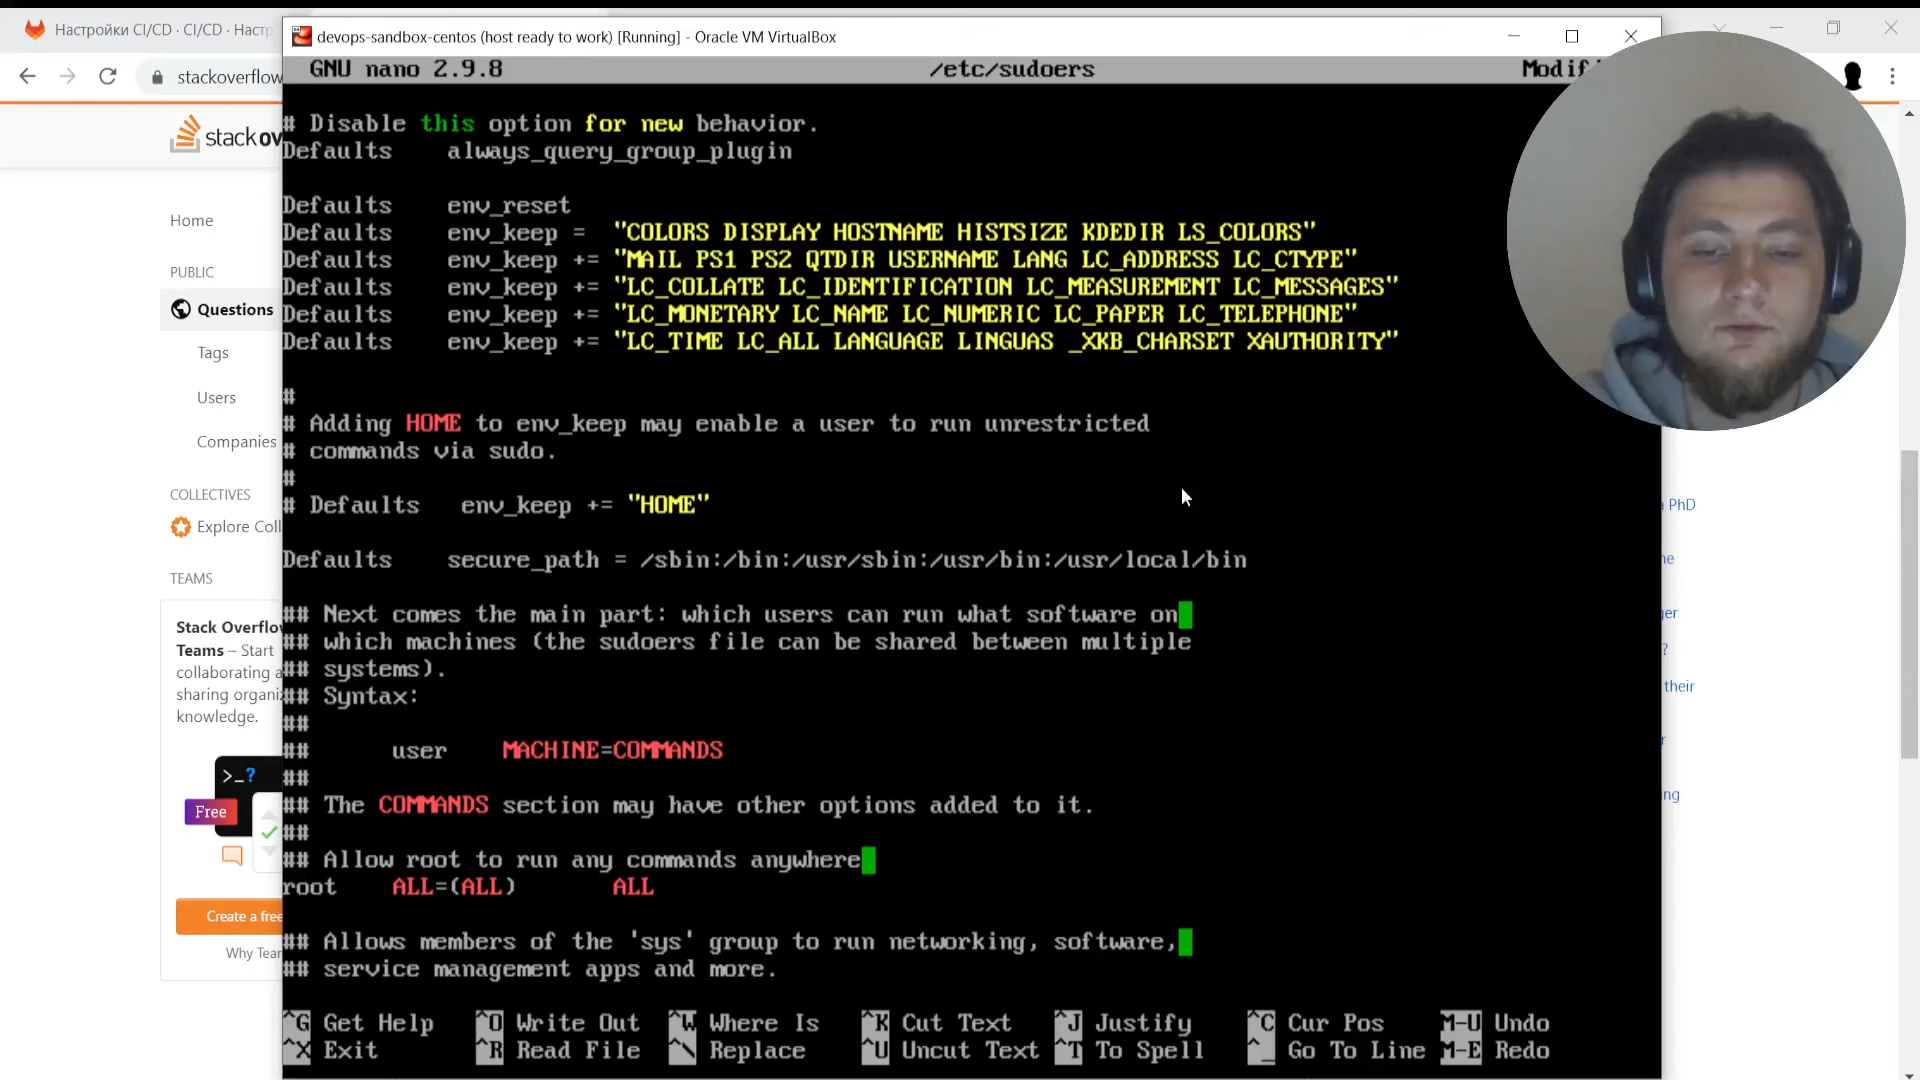 Настройки CI/CD · CI/CD · Настр
devops-sandbox-centos (host ready to work) [Running] - Oracle VM VirtualBox
stackoverflow
GNU nano 2.9.8 /etc/sudoers Modif
stack ov
# Disable this option for new behavior.
Defaults always_query_group_plugin
Defaults env_reset
Defaults env_keep = "COLORS DISPLAY HOSTNAME HISTSIZE KDEDIR LS_COLORS"
Defaults env_keep += "MAIL PS1 PS2 QTDIR USERNAME LANG LC_ADDRESS LC_CTYPE"
Defaults env_keep += "LC_COLLATE LC_IDENTIFICATION LC_MEASUREMENT LC_MESSAGES"
Defaults env_keep += "LC_MONETARY LC_NAME LC_NUMERIC LC_PAPER LC_TELEPHONE"
Defaults env_keep += "LC_TIME LC_ALL LANGUAGE LINGUAS _XKB_CHARSET XAUTHORITY"
#
# Adding HOME to env_keep may enable a user to run unrestricted
# commands via sudo.
#
# Defaults env_keep += "HOME"
Defaults secure_path = /sbin:/bin:/usr/sbin:/usr/bin:/usr/local/bin
## Next comes the main part: which users can run what software on
## which machines (the sudoers file can be shared between multiple
## systems).
## Syntax:
##
## user MACHINE=COMMANDS
##
## The COMMANDS section may have other options added to it.
##
## Allow root to run any commands anywhere
root ALL=(ALL) ALL
## Allows members of the 'sys' group to run networking, software,
## service management apps and more.
^G Get Help ^O Write Out ^W Where Is ^K Cut Text ^J Justify ^C Cur Pos M-U Undo
^X Exit ^R Read File ^\ Replace ^U Uncut Text ^T To Spell ^_ Go To Line M-E Redo
Home
PUBLIC
Questions
Tags
Users
Companies
COLLECTIVES
Explore Coll
TEAMS
Stack Overflo
Teams – Start
collaborating a
sharing organiz
knowledge.
>_?
Free
Create a free
Why Tea
PhD
ne
ger
?
their
r
ng